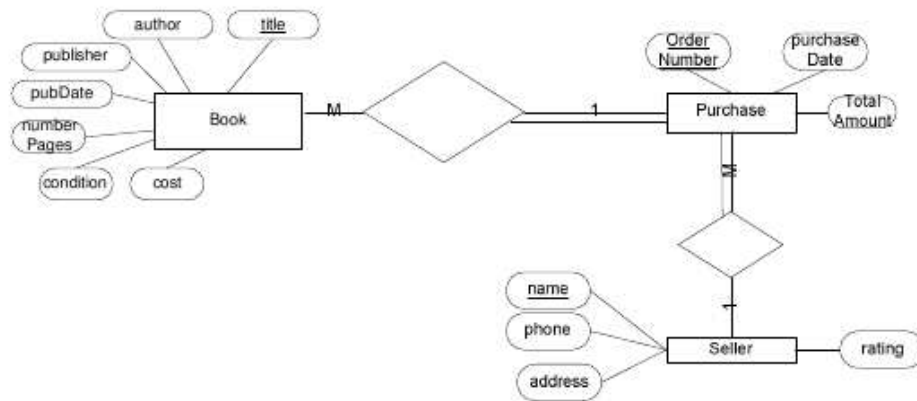 author
title
publisher
pubDate
number
Pages
condition
cost
Book
M
1
Order
Number
purchase
Date
Purchase
Total
Amount
M
1
name
phone
address
Seller
rating